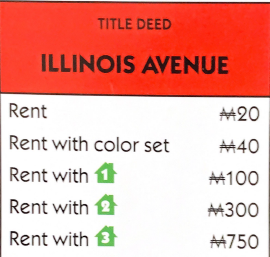 TITLE DEED
ILLINOIS AVENUE
Rent ₩20
Rent with color set ₩40
Rent with 1 ₩100
Rent with 2 ₩300
Rent with 3 ₩750